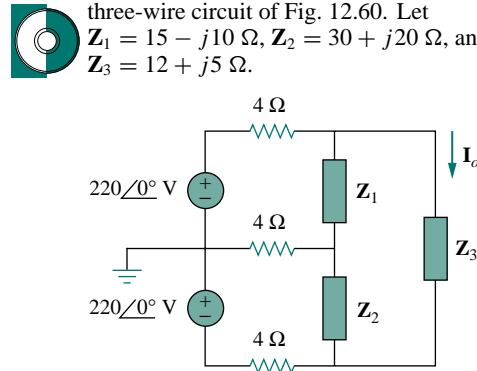 three-wire circuit of Fig. 12.60. Let
Z₁ = 15 − j10 Ω, Z₂ = 30 + j20 Ω, an
Z₃ = 12 + j5 Ω.
4 Ω
I₀
220∠0° V
+
−
Z₁
4 Ω
Z₃
220∠0° V
+
−
Z₂
4 Ω